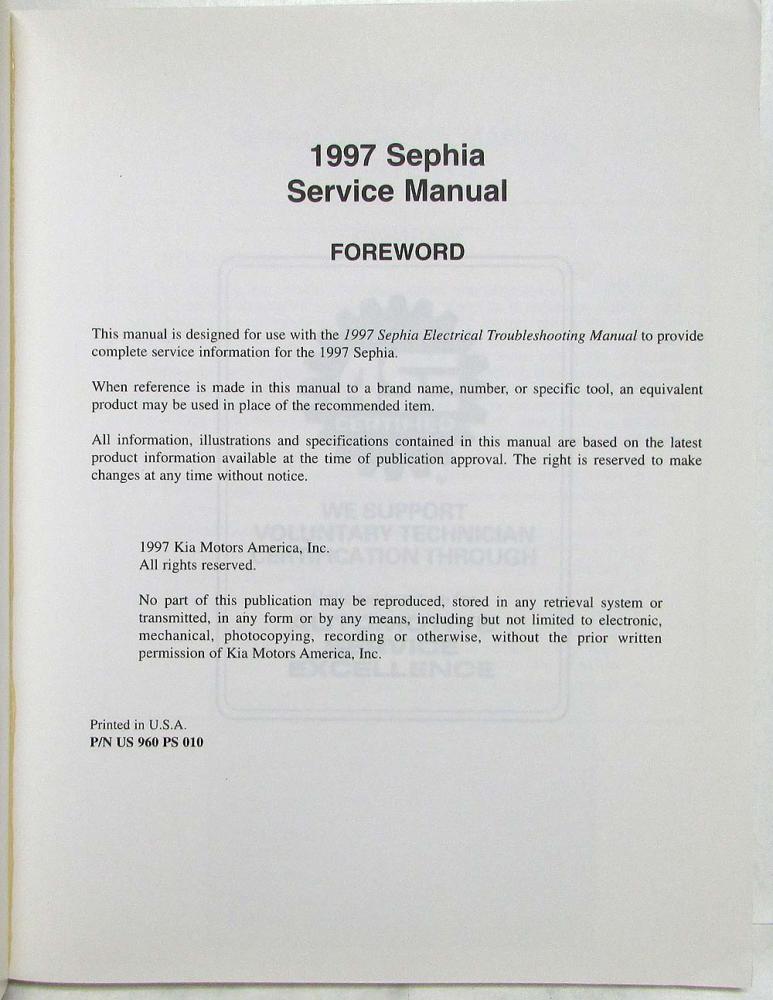 1997 Sephia
Service Manual
FOREWORD
This manual is designed for use with the 1997 Sephia Electrical Troubleshooting Manual to provide
complete service information for the 1997 Sephia.
When reference is made in this manual to a brand name, number, or specific tool, an equivalent
product may be used in place of the recommended item.
All information, illustrations and specifications contained in this manual are based on the latest
product information available at the time of publication approval. The right is reserved to make
changes at any time without notice.
WE SUPPORT
VOLUNTARY TECHNICIAN
CERTIFICATION THROUGH
1997 Kia Motors America, Inc.
All rights reserved.
No part of this publication may be reproduced, stored in any retrieval system or
transmitted, in any form or by any means, including but not limited to electronic,
mechanical, photocopying, recording or otherwise, without the prior written
permission of Kia Motors America, Inc.
EXCELLENCE
Printed in U.S.A.
P/N US 960 PS 010